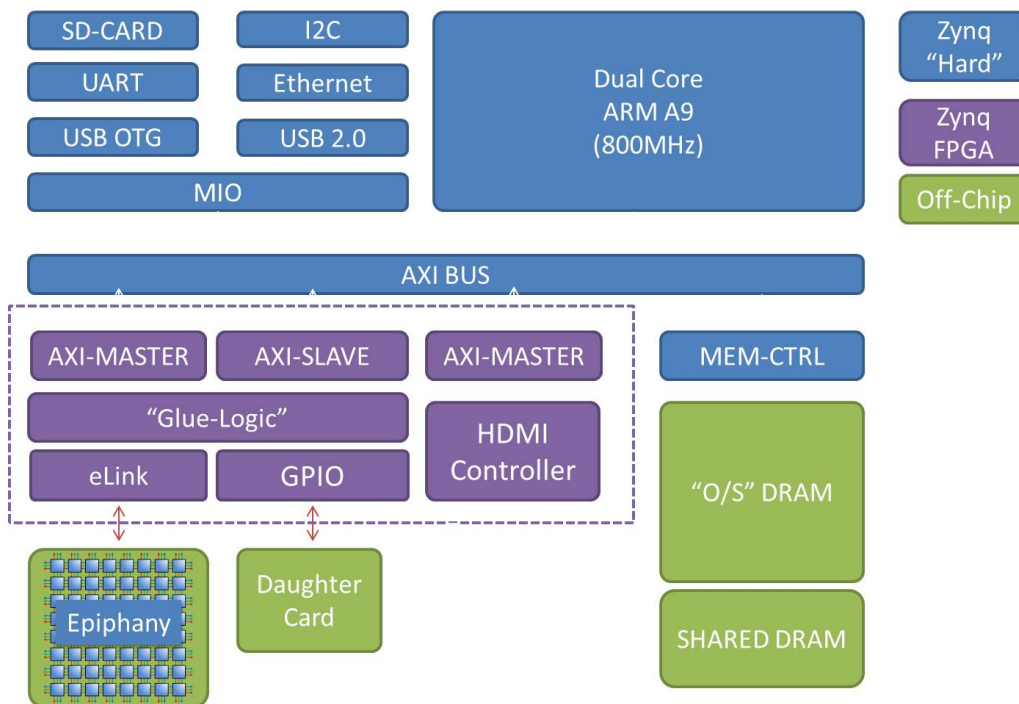 SD-CARD
I2C
UART
Ethernet
USB OTG
USB 2.0
MIO
Dual Core
ARM A9
(800MHz)
Zynq
“Hard”
Zynq
FPGA
Off-Chip
AXI BUS
AXI-MASTER
AXI-SLAVE
AXI-MASTER
MEM-CTRL
“Glue-Logic”
HDMI
Controller
eLink
GPIO
“O/S” DRAM
Epiphany
Daughter
Card
SHARED DRAM